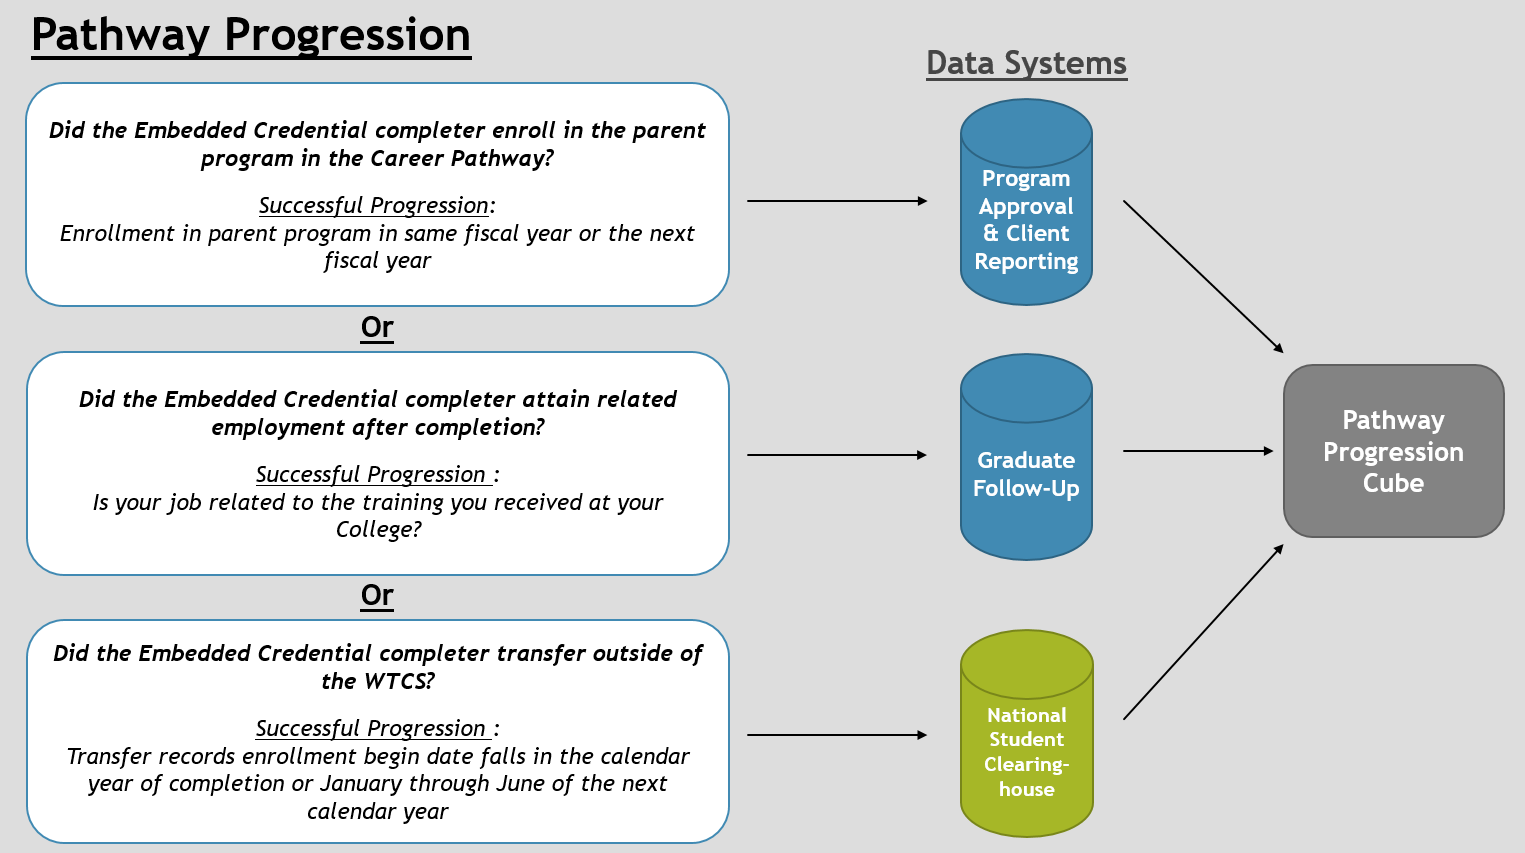 Pathway Progression
Data Systems
Did the Embedded Credential completer enroll in the parent
program in the Career Pathway?
Successful Progression:
Enrollment in parent program in same fiscal year or the next
fiscal year
Program
Approval
& Client
Reporting
Or
Did the Embedded Credential completer attain related
employment after completion?
Successful Progression :
Is your job related to the training you received at your
College?
Graduate
Follow-Up
Pathway
Progression
Cube
Or
Did the Embedded Credential completer transfer outside of
the WTCS?
Successful Progression :
Transfer records enrollment begin date falls in the calendar
year of completion or January through June of the next
calendar year
National
Student
Clearing-
house